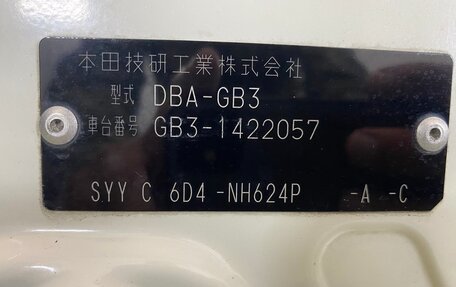 本田技研工業株式会社
型式 DBA-GB3
車台番号 GB3-1422057
SYY C 6D4 -NH624P -A -C